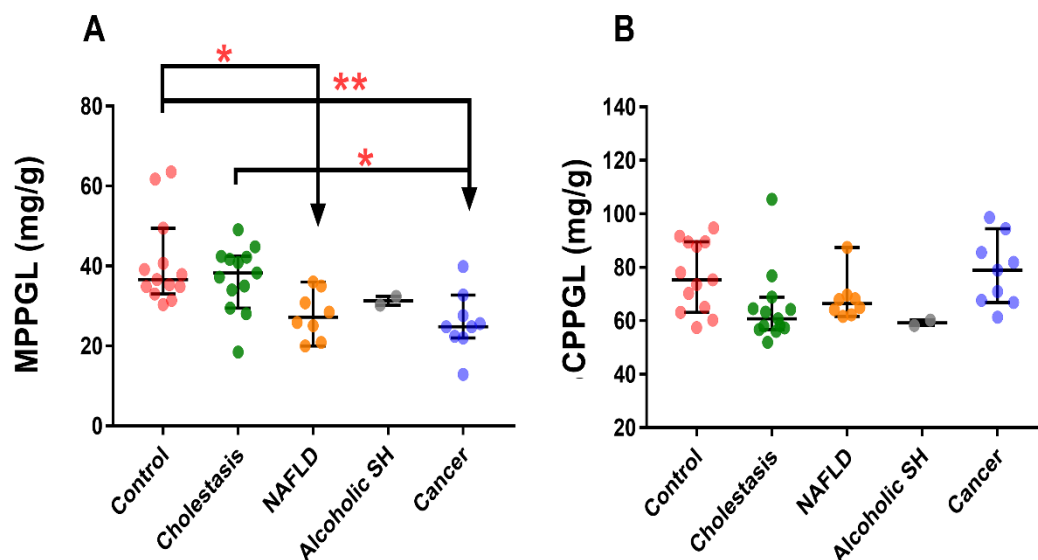 A
*
**
*
MPPGL (mg/g)
80
60
40
20
0
Control
Cholestasis
NAFLD
Alcoholic SH
Cancer
B
CPPGL (mg/g)
140
120
100
80
60
40
20
Control
Cholestasis
NAFLD
Alcoholic SH
Cancer